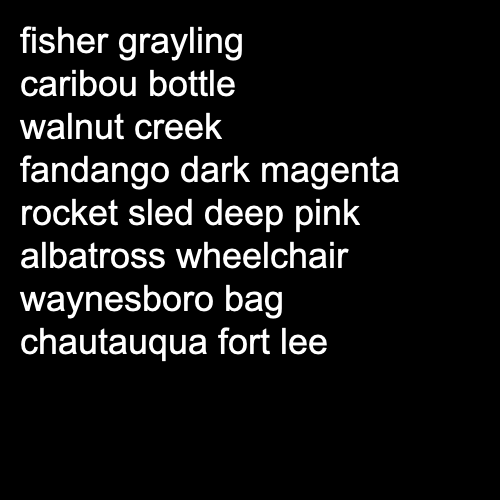 fisher grayling
caribou bottle
walnut creek
fandango dark magenta
rocket sled deep pink
albatross wheelchair
waynesboro bag
chautauqua fort lee